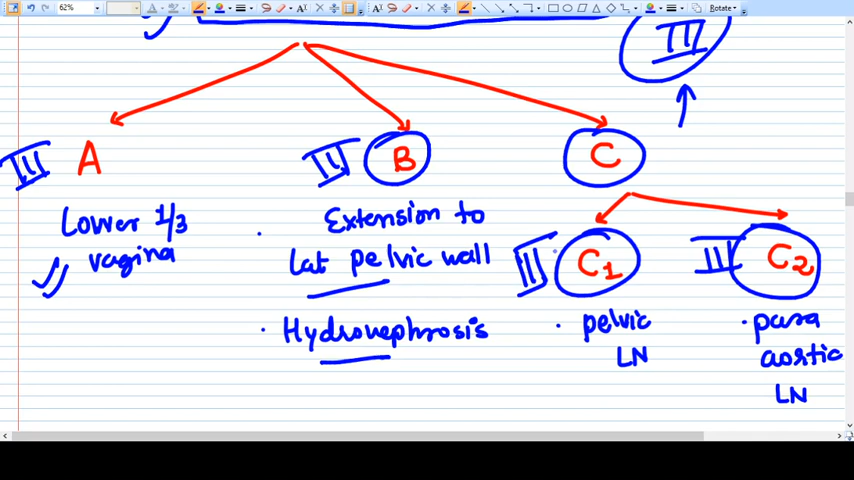 62%
Rotate
III
III A
III B
C
Lower 1/3
vagina
Extension to
lat pelvic wall
Hydronephrosis
III C1
III C2
pelvic
LN
para
aortic
LN